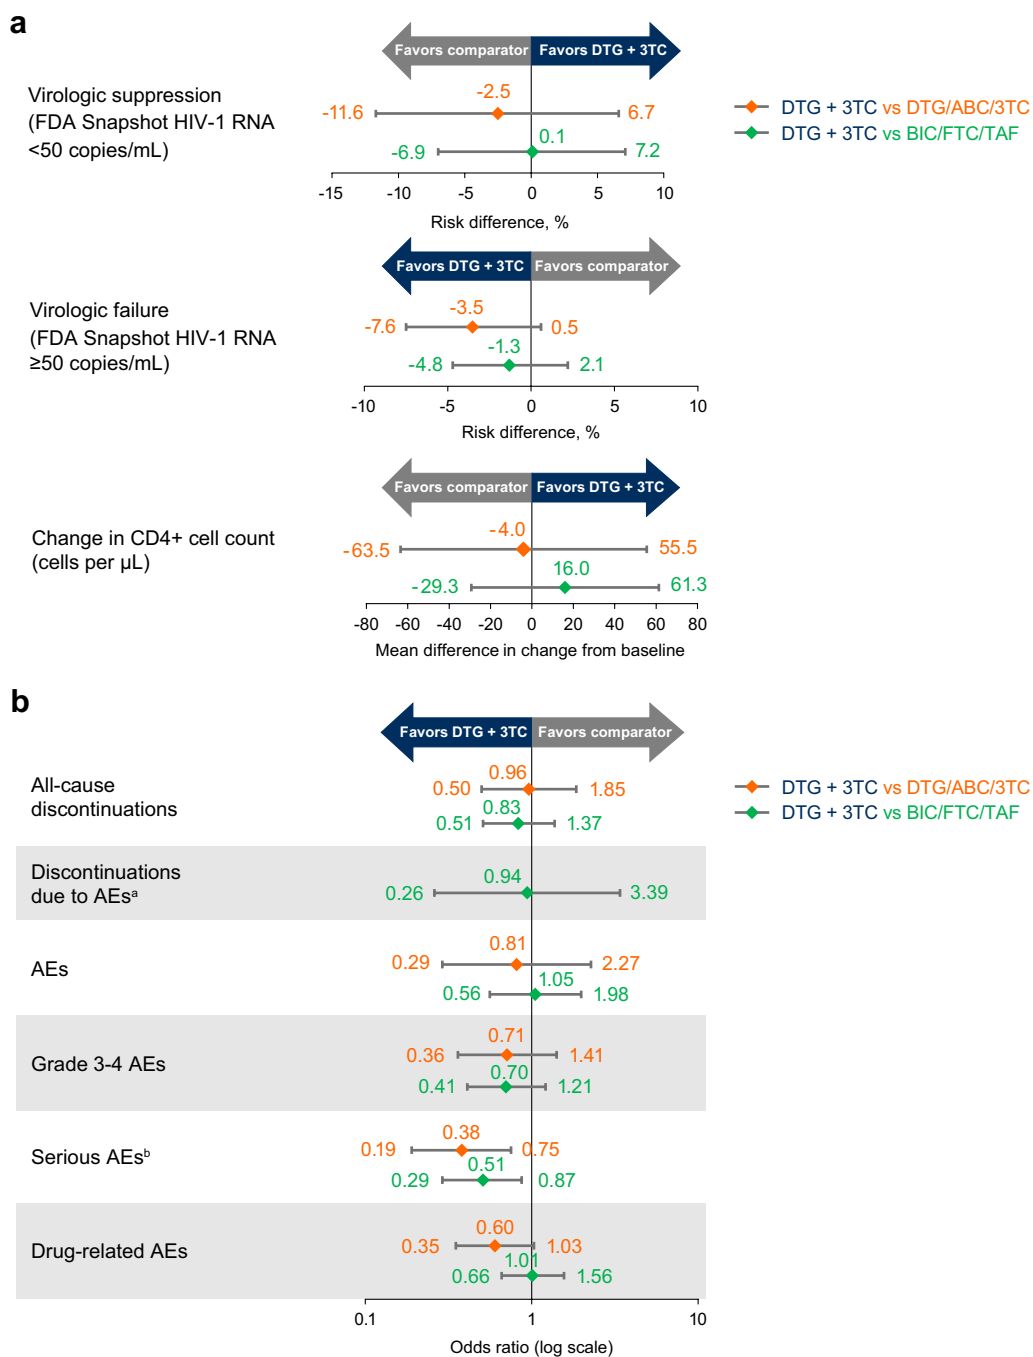 a
Favors comparator Favors DTG + 3TC
Virologic suppression
(FDA Snapshot HIV-1 RNA
<50 copies/mL)
-2.5
-11.6 6.7
0.1
-6.9 7.2
DTG + 3TC vs DTG/ABC/3TC
DTG + 3TC vs BIC/FTC/TAF
-15 -10 -5 0 5 10
Risk difference, %
Favors DTG + 3TC Favors comparator
Virologic failure
(FDA Snapshot HIV-1 RNA
≥50 copies/mL)
-3.5
-7.6 0.5
-1.3
-4.8 2.1
-10 -5 0 5 10
Risk difference, %
Favors comparator Favors DTG + 3TC
Change in CD4+ cell count
(cells per µL)
-4.0
-63.5 55.5
16.0
-29.3 61.3
-80 -60 -40 -20 0 20 40 60 80
Mean difference in change from baseline
b
Favors DTG + 3TC Favors comparator
DTG + 3TC vs DTG/ABC/3TC
DTG + 3TC vs BIC/FTC/TAF
All-cause
discontinuations
0.96
0.50 1.85
0.83
0.51 1.37
Discontinuations
due to AEsᵃ
0.94
0.26 3.39
AEs
0.81
0.29 2.27
1.05
0.56 1.98
Grade 3-4 AEs
0.71
0.36 1.41
0.70
0.41 1.21
Serious AEsᵇ
0.38
0.19 0.75
0.51
0.29 0.87
Drug-related AEs
0.60
0.35 1.03
1.01
0.66 1.56
0.1 1 10
Odds ratio (log scale)